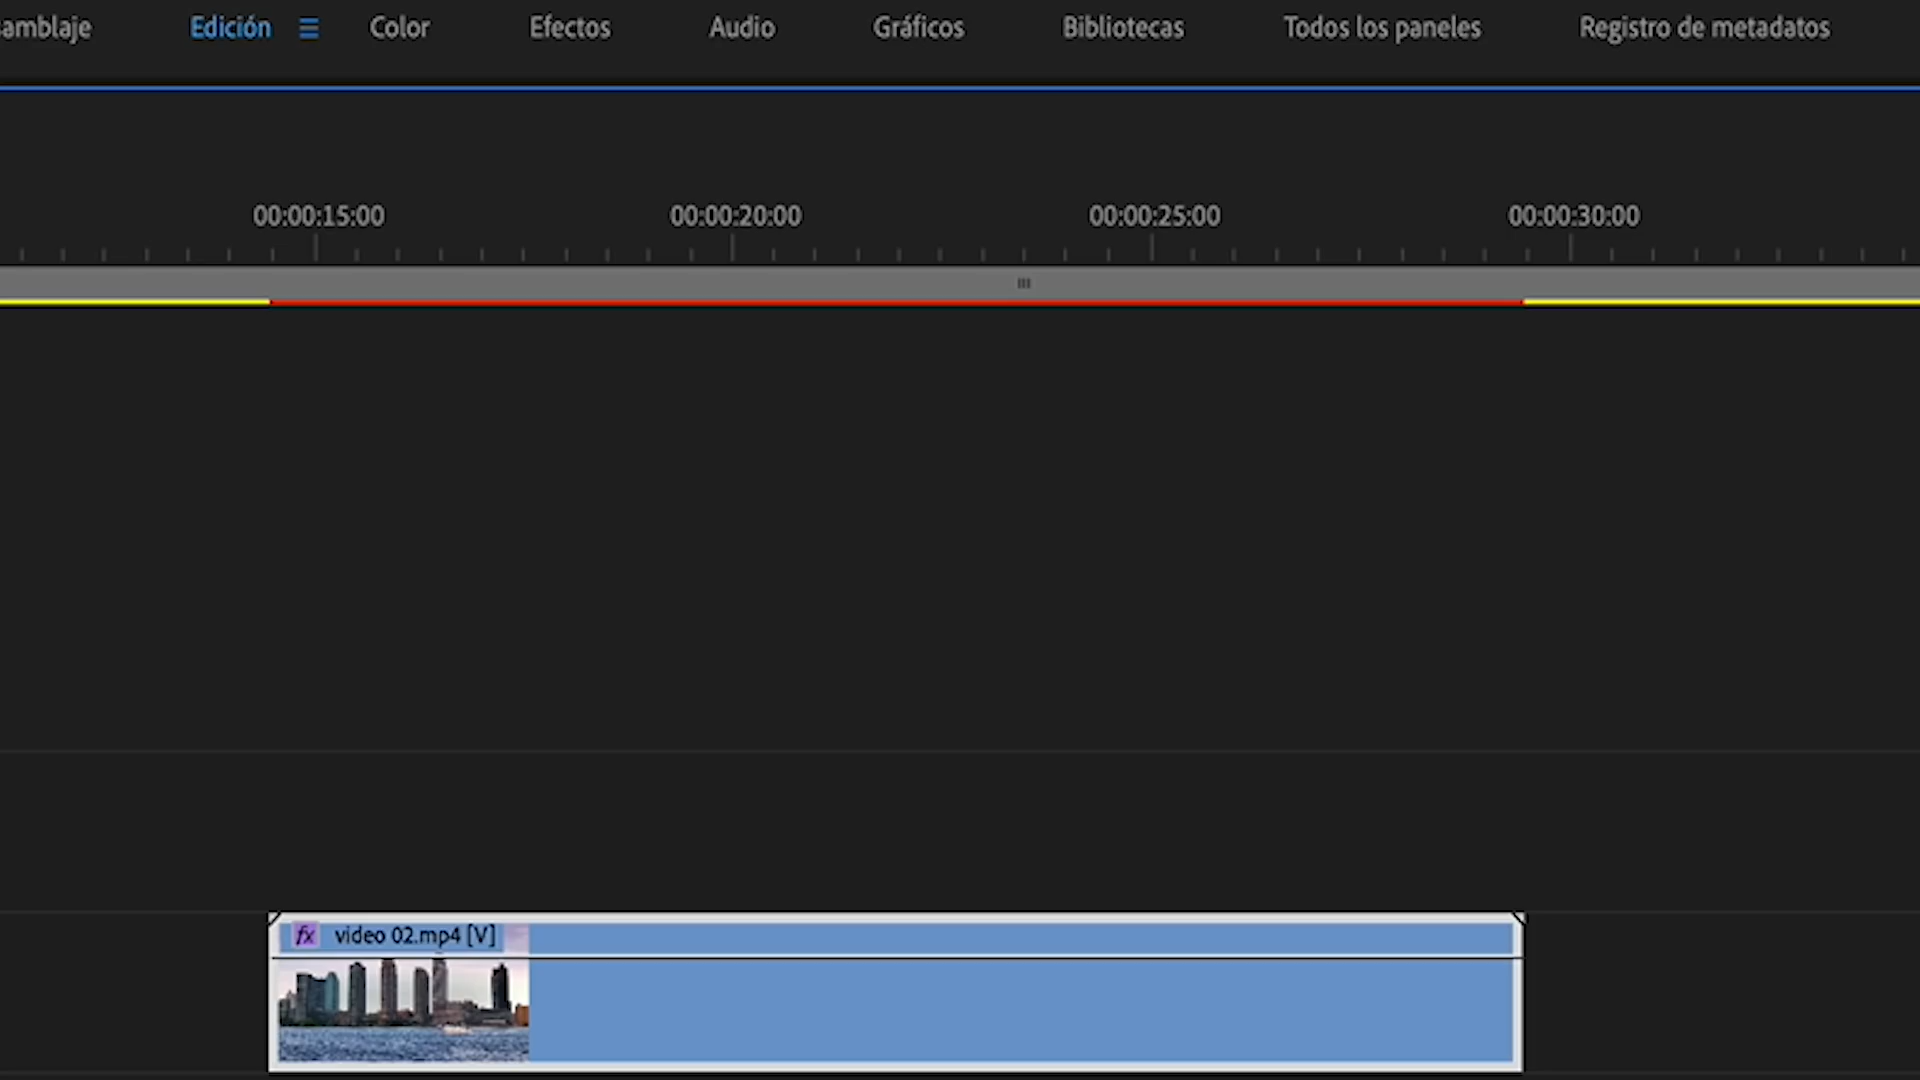 amblaje Edición Color Efectos Audio Gráficos Bibliotecas Todos los paneles Registro de metadatos
00:00:15:00 00:00:20:00 00:00:25:00 00:00:30:00
fx video 02.mp4 [V]